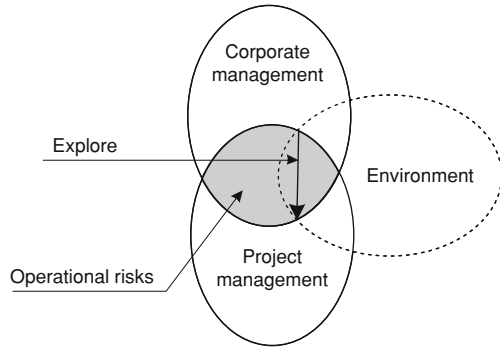 Corporate
management
Explore
Environment
Project
management
Operational risks